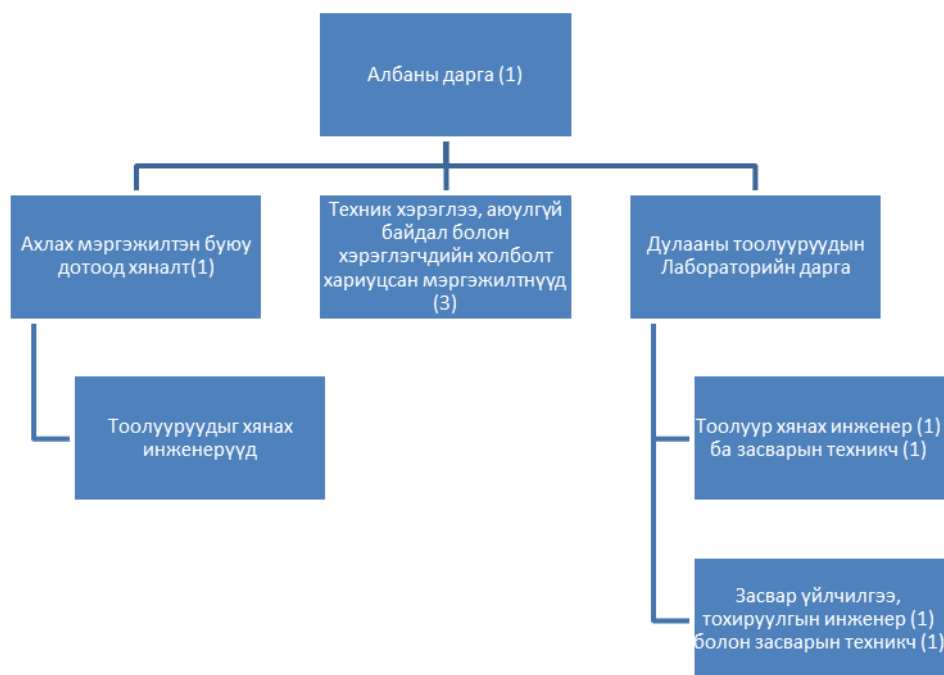 Албаны дарга (1)
Ахлах мэргэжилтэн буюу
дотоод хяналт(1)
Техник хэрэглээ, аюулгүй
байдал болон
хэрэглэгчдийн холболт
хариуцсан мэргэжилтнүүд
(3)
Дулааны тоолууруудын
Лабораторийн дарга
Тоолууруудыг хянах
инженерүүд
Тоолуур хянах инженер (1)
ба засварын техникч (1)
Засвар үйлчилгээ,
тохируулгын инженер (1)
болон засварын техникч (1)